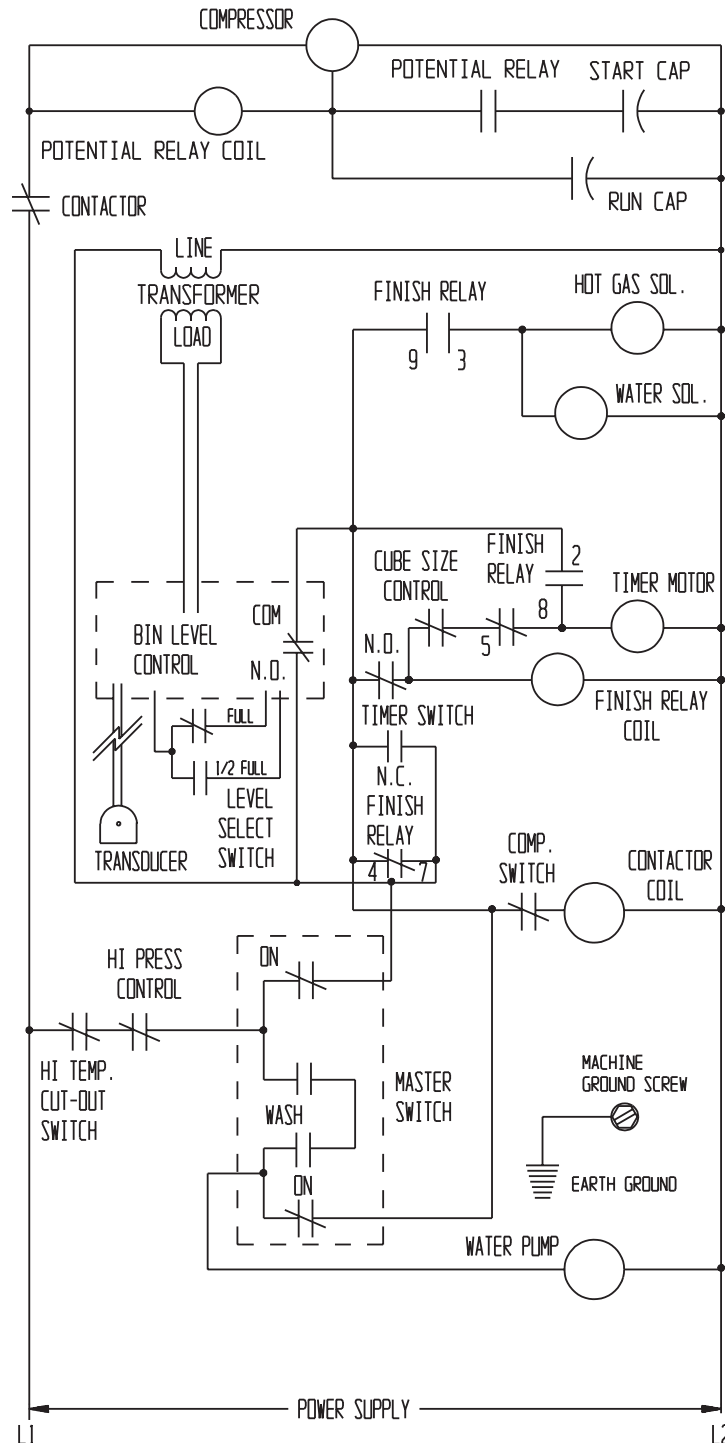 COMPRESSOR
POTENTIAL RELAY
START CAP
POTENTIAL RELAY COIL
CONTACTOR
RUN CAP
LINE
TRANSFORMER
LOAD
FINISH RELAY
9
3
HOT GAS SOL.
WATER SOL.
CUBE SIZE
CONTROL
FINISH
RELAY
2
8
5
TIMER MOTOR
BIN LEVEL
CONTROL
COM
N.O.
N.O.
FINISH RELAY
COIL
TIMER SWITCH
FULL
1/2 FULL
LEVEL
SELECT
SWITCH
TRANSDUCER
N.C.
FINISH
RELAY
4
7
COMP.
SWITCH
CONTACTOR
COIL
HI PRESS
CONTROL
ON
HI TEMP.
CUT-OUT
SWITCH
WASH
MASTER
SWITCH
ON
MACHINE
GROUND SCREW
EARTH GROUND
WATER PUMP
POWER SUPPLY
L1
L2